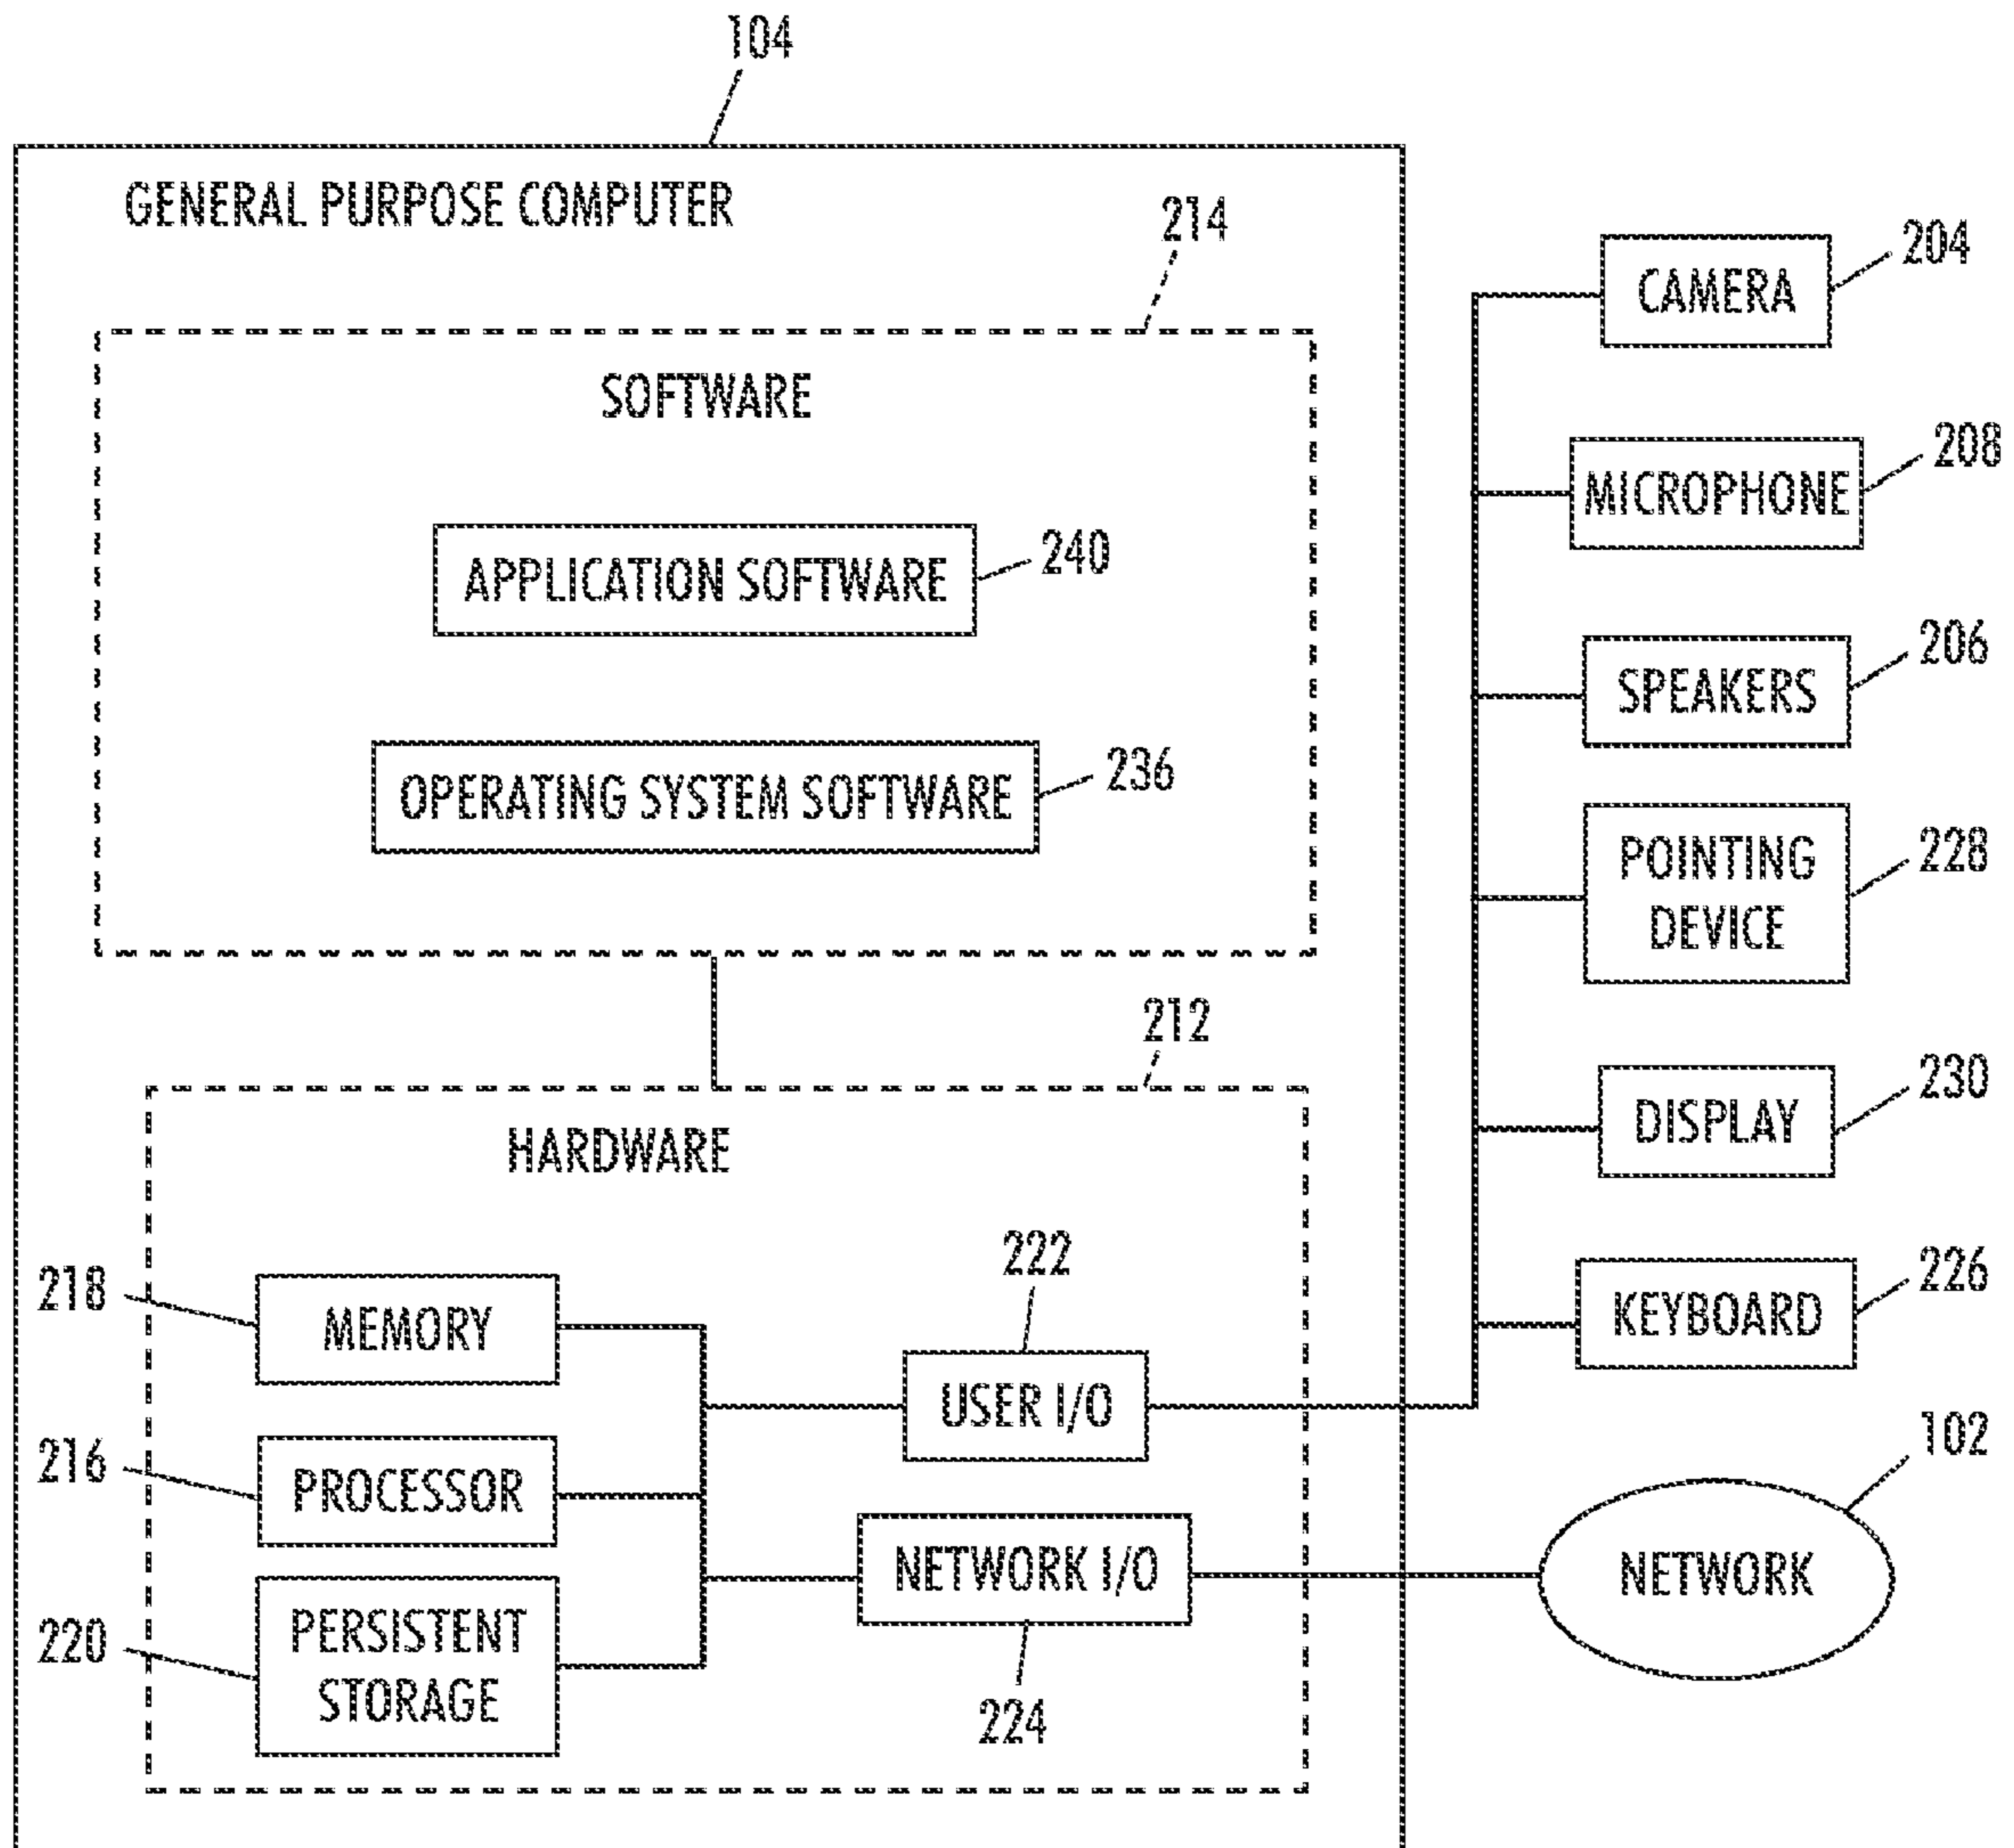 104
GENERAL PURPOSE COMPUTER
214
SOFTWARE
APPLICATION SOFTWARE
240
OPERATING SYSTEM SOFTWARE
236
212
HARDWARE
218
MEMORY
216
PROCESSOR
220
PERSISTENT
STORAGE
222
USER I/O
NETWORK I/O
224
CAMERA
204
MICROPHONE
208
SPEAKERS
206
POINTING
DEVICE
228
DISPLAY
230
KEYBOARD
226
102
NETWORK